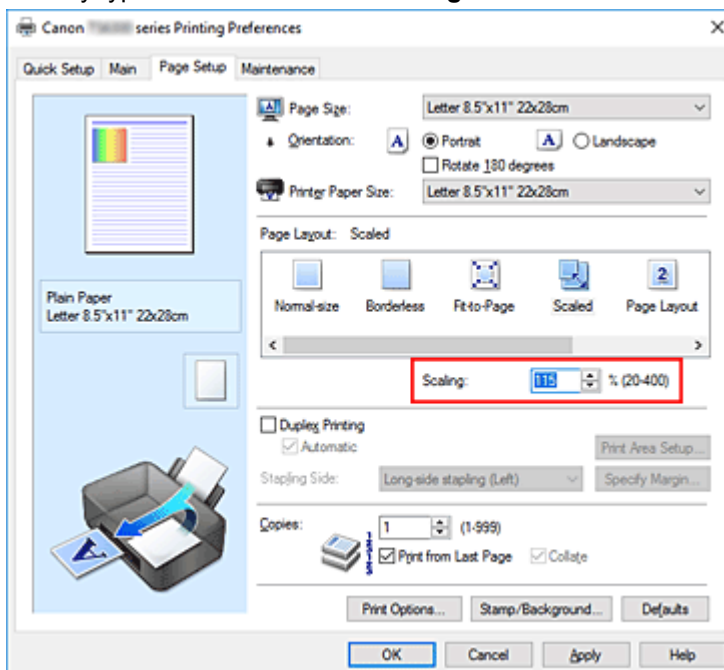 Canon series Printing Preferences
Quick Setup Main Page Setup Maintenance
Page Size: Letter 8.5"x11" 22x28cm
Orientation: A Portrait A Landscape
Rotate 180 degrees
Printer Paper Size: Letter 8.5"x11" 22x28cm
Page Layout: Scaled
Normal-size Borderless Fit-to-Page Scaled 2 Page Layout
Plain Paper
Letter 8.5"x11" 22x28cm
Scaling: 115 % (20-400)
Duplex Printing
Automatic
Print Area Setup...
Stapling Side: Long-side stapling (Left) Specify Margin...
Copies: 1 (1-999)
Print from Last Page Collate
A
Print Options... Stamp/Background... Defaults
OK Cancel Apply Help